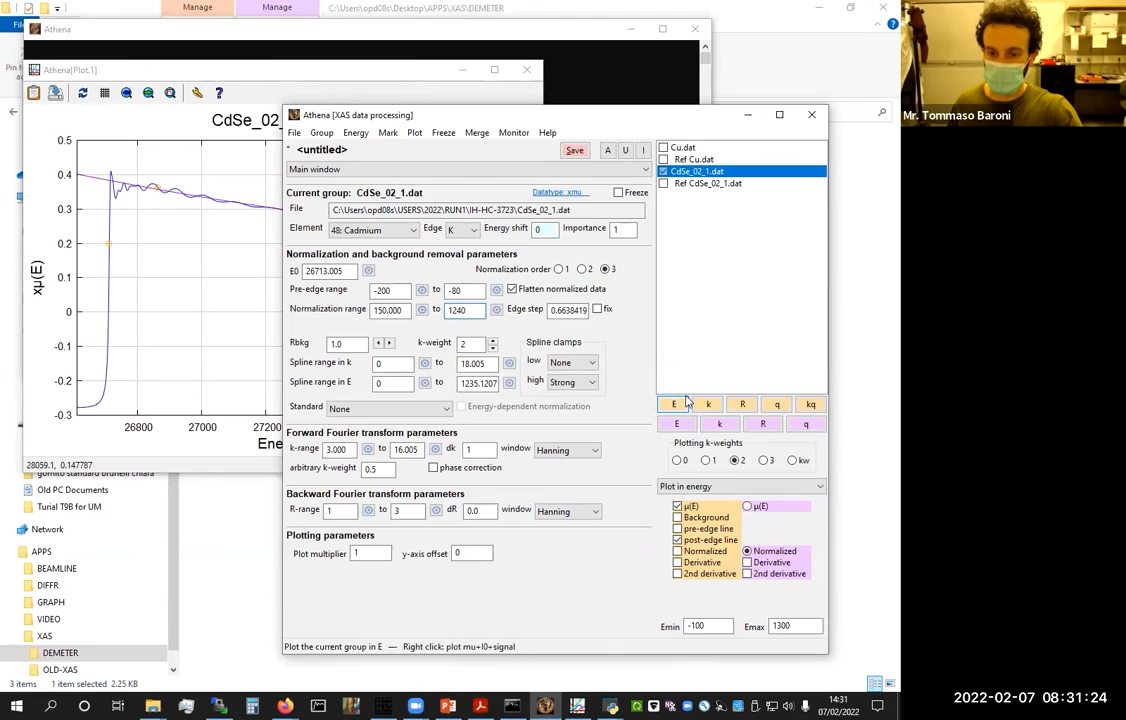 Manage
Manage
C:\Users\opd08s\Desktop\APPS\XAS\DEMETER
Athena
Athena[Plot.1]
CdSe_02_
0.5
0.4
0.3
0.2
0.1
0
-0.1
-0.2
-0.3
26800
27000
272
xμ(E)
Ene
28059.1, 0.147787
Athena [XAS data processing]
File Group Energy Mark Plot Freeze Merge Monitor Help
* <untitled>
Save
A U I
Main window
Current group: CdSe_02_1.dat
Datatype: xmu
Freeze
File C:\Users\opd08s\USERS\2022\RUN1\IH-HC-3723\CdSe_02_1.dat
Element 48: Cadmium Edge K Energy shift 0 Importance 1
Normalization and background removal parameters
E0 26713.005 Normalization order 1 2 3
Pre-edge range -200 to -80 Flatten normalized data
Normalization range 150.000 to 1240 Edge step 0.6638419 fix
Rbkg 1.0 k-weight 2 Spline clamps
Spline range in k 0 to 18.005 low None
Spline range in E 0 to 1235.1207 high Strong
Standard None Energy-dependent normalization
Forward Fourier transform parameters
k-range 3.000 to 16.005 dk 1 window Hanning
arbitrary k-weight 0.5 phase correction
Backward Fourier transform parameters
R-range 1 to 3 dR 0.0 window Hanning
Plotting parameters
Plot multiplier 1 y-axis offset 0
Plot the current group in E — Right click: plot mu+I0+signal
Cu.dat
Ref Cu.dat
CdSe_02_1.dat
Ref CdSe_02_1.dat
E k R q kq
E k R q
Plotting k-weights
0 1 2 3 kw
Plot in energy
μ(E) μ(E)
Background
pre-edge line
post-edge line
Normalized Normalized
Derivative Derivative
2nd derivative 2nd derivative
Emin -100 Emax 1300
Old PC Documents
Turial T9B for UM
Network
APPS
BEAMLINE
DIFFR
GRAPH
VIDEO
XAS
DEMETER
OLD-XAS
3 items 1 item selected 2.25 KB
14:31
07/02/2022
Mr. Tommaso Baroni
2022-02-07 08:31:24